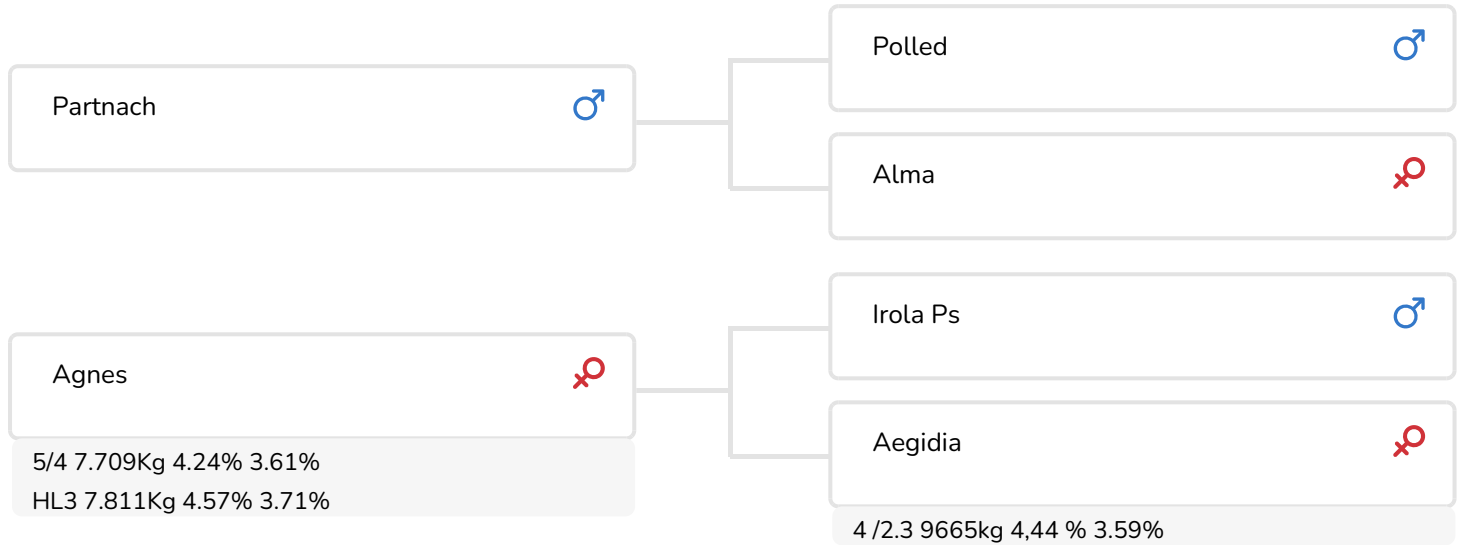 Polled
Partnach
Alma
Irola Ps
Agnes
Aegidia
5/4 7.709Kg 4.24% 3.61%
HL3 7.811Kg 4.57% 3.71%
4 /2.3 9665kg 4,44 % 3.59%